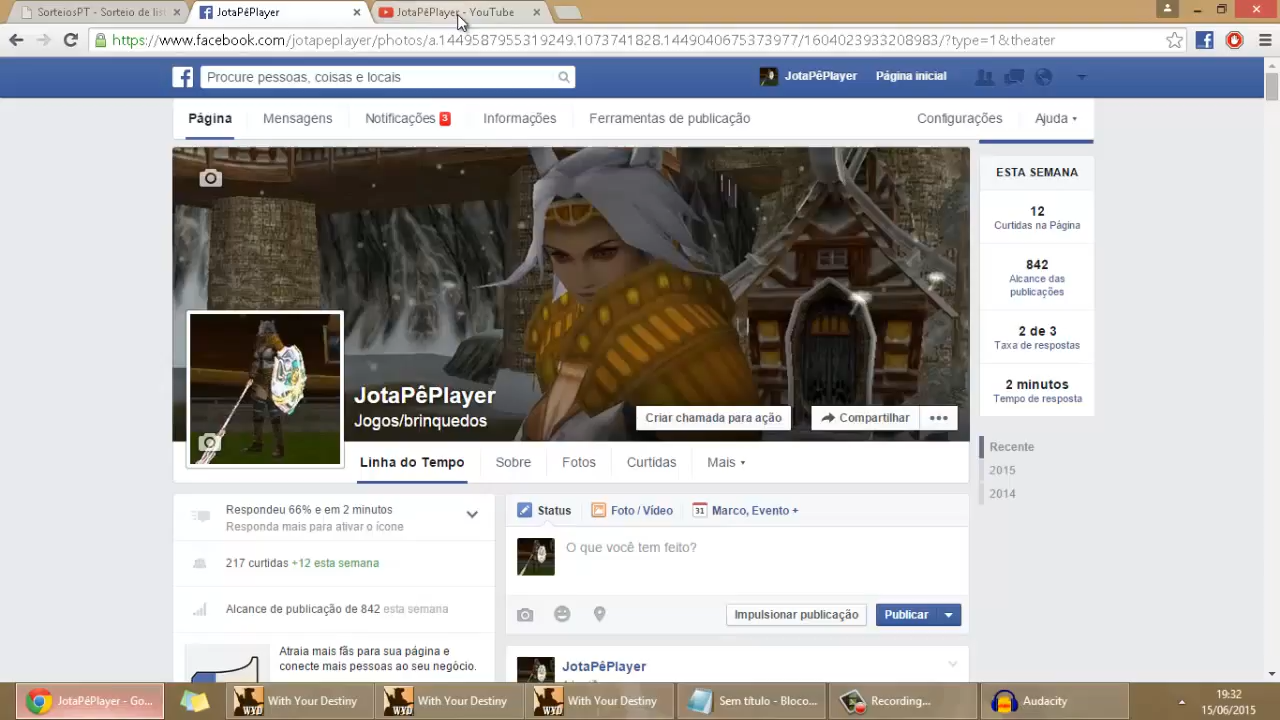 SorteiosPT - Sorteio de list
JotaPêPlayer
JotaPêPlayer - YouTube
https://www.facebook.com/jotapeplayer/photos/a.1449587955319249.1073741828.1449040675373977/1604023933208983/?type=1&theater
Procure pessoas, coisas e locais
JotaPêPlayer
Página inicial
Página
Mensagens
Notificações 3
Informações
Ferramentas de publicação
Configurações
Ajuda
ESTA SEMANA
12
Curtidas na Página
842
Alcance das
publicações
2 de 3
Taxa de respostas
2 minutos
Tempo de resposta
Recente
2015
2014
JotaPêPlayer
Jogos/brinquedos
Criar chamada para ação
Compartilhar
Linha do Tempo
Sobre
Fotos
Curtidas
Mais
Respondeu 66% e em 2 minutos
Responda mais para ativar o ícone
217 curtidas +12 esta semana
Alcance de publicação de 842 esta semana
Atraia mais fãs para sua página e
conecte mais pessoas ao seu negócio.
Status
Foto / Vídeo
31 Marco, Evento +
O que você tem feito?
Impulsionar publicação
Publicar
JotaPêPlayer
JotaPêPlayer - Go...
WYD With Your Destiny
WYD With Your Destiny
WYD With Your Destiny
Sem título - Bloco...
Recording...
Audacity
19:32
15/06/2015